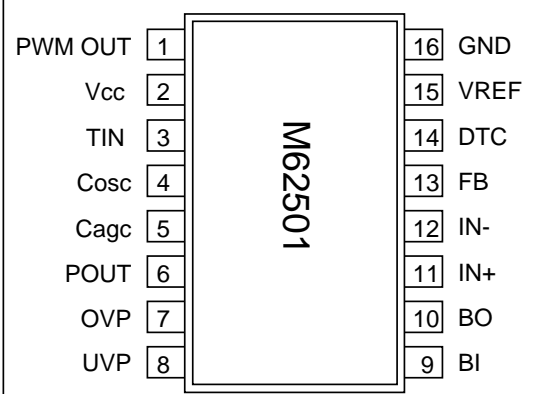 PWM OUT 1 16 GND
Vcc 2 15 VREF
TIN 3 14 DTC
Cosc 4 13 FB
Cagc 5 12 IN-
POUT 6 11 IN+
OVP 7 10 BO
UVP 8 9 BI
M62501